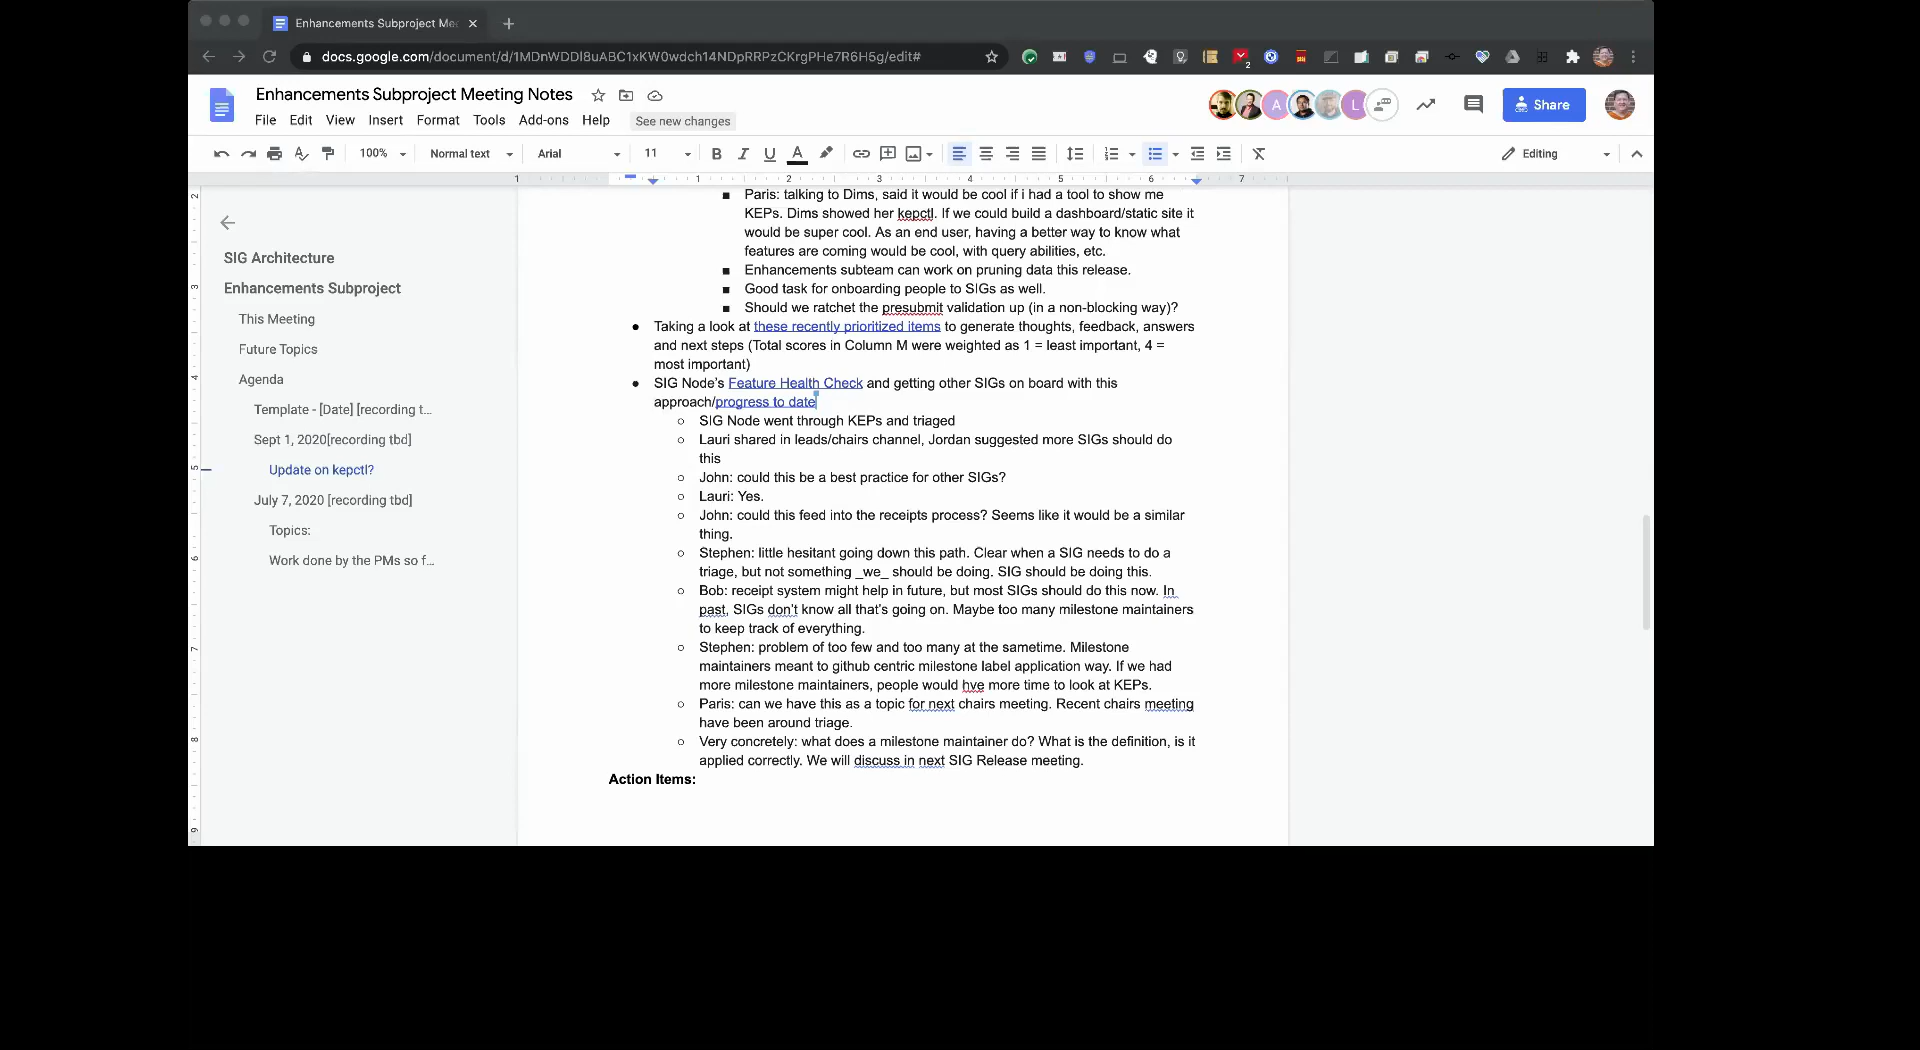 Enhancements Subproject Me
docs.google.com/document/d/1MDnWDDl8uABC1xKW0wdch14NDpRRPzCKrgPHe7R6H5g/edit#
2
Enhancements Subproject Meeting Notes
A
L
Share
File Edit View Insert Format Tools Add-ons Help See new changes
100% Normal text Arial 11 B I U A Editing
1 1 2 3 4 5 6 7
2
3
4
5
6
7
8
9
SIG Architecture
Enhancements Subproject
This Meeting
Future Topics
Agenda
Template - [Date] [recording t...
Sept 1, 2020[recording tbd]
Update on kepctl?
July 7, 2020 [recording tbd]
Topics:
Work done by the PMs so f...
■ Paris: talking to Dims, said it would be cool if i had a tool to show me
KEPs. Dims showed her kepctl. If we could build a dashboard/static site it
would be super cool. As an end user, having a better way to know what
features are coming would be cool, with query abilities, etc.
■ Enhancements subteam can work on pruning data this release.
■ Good task for onboarding people to SIGs as well.
■ Should we ratchet the presubmit validation up (in a non-blocking way)?
● Taking a look at these recently prioritized items to generate thoughts, feedback, answers
and next steps (Total scores in Column M were weighted as 1 = least important, 4 =
most important)
● SIG Node's Feature Health Check and getting other SIGs on board with this
approach/progress to date
○ SIG Node went through KEPs and triaged
○ Lauri shared in leads/chairs channel, Jordan suggested more SIGs should do
this
○ John: could this be a best practice for other SIGs?
○ Lauri: Yes.
○ John: could this feed into the receipts process? Seems like it would be a similar
thing.
○ Stephen: little hesitant going down this path. Clear when a SIG needs to do a
triage, but not something _we_ should be doing. SIG should be doing this.
○ Bob: receipt system might help in future, but most SIGs should do this now. In
past, SIGs don't know all that's going on. Maybe too many milestone maintainers
to keep track of everything.
○ Stephen: problem of too few and too many at the sametime. Milestone
maintainers meant to github centric milestone label application way. If we had
more milestone maintainers, people would hve more time to look at KEPs.
○ Paris: can we have this as a topic for next chairs meeting. Recent chairs meeting
have been around triage.
○ Very concretely: what does a milestone maintainer do? What is the definition, is it
applied correctly. We will discuss in next SIG Release meeting.
Action Items: